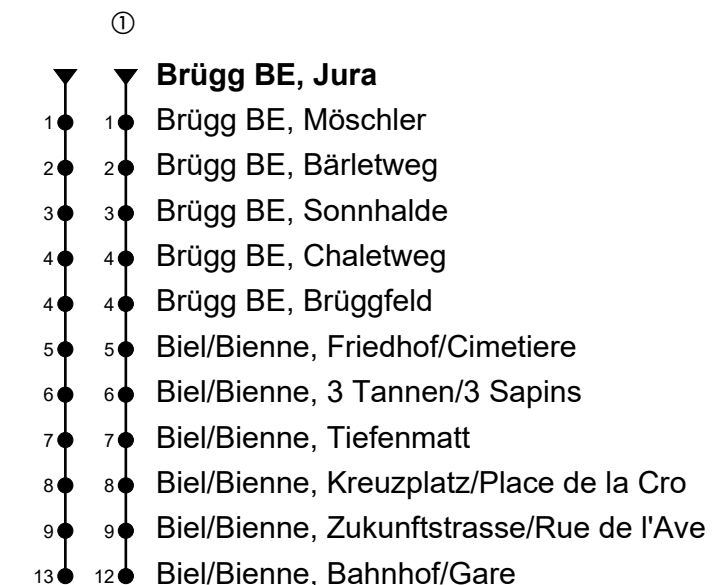 ①
Brügg BE, Jura
1 1 Brügg BE, Möschler
2 2 Brügg BE, Bärletweg
3 3 Brügg BE, Sonnhalde
4 4 Brügg BE, Chaletweg
4 4 Brügg BE, Brüggfeld
5 5 Biel/Bienne, Friedhof/Cimetiere
6 6 Biel/Bienne, 3 Tannen/3 Sapins
7 7 Biel/Bienne, Tiefenmatt
8 8 Biel/Bienne, Kreuzplatz/Place de la Cro
9 9 Biel/Bienne, Zukunftstrasse/Rue de l'Ave
13 12 Biel/Bienne, Bahnhof/Gare